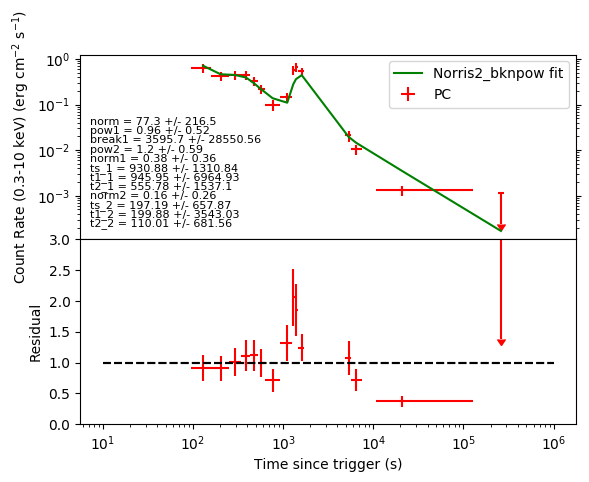 Count Rate (0.3-10 keV) (erg cm⁻² s⁻¹)
10⁰
10⁻¹
10⁻²
10⁻³
Norris2_bknpow fit
PC
norm = 77.3 +/- 216.5
pow1 = 0.96 +/- 0.52
break1 = 3595.7 +/- 28550.56
pow2 = 1.2 +/- 0.59
norm1 = 0.38 +/- 0.36
ts_1 = 930.88 +/- 1310.84
t1_1 = 945.95 +/- 6964.93
t2_1 = 555.78 +/- 1537.1
norm2 = 0.16 +/- 0.26
ts_2 = 197.19 +/- 657.87
t1_2 = 199.88 +/- 3543.03
t2_2 = 110.01 +/- 681.56
Residual
3.0
2.5
2.0
1.5
1.0
0.5
0.0
10¹ 10² 10³ 10⁴ 10⁵ 10⁶
Time since trigger (s)